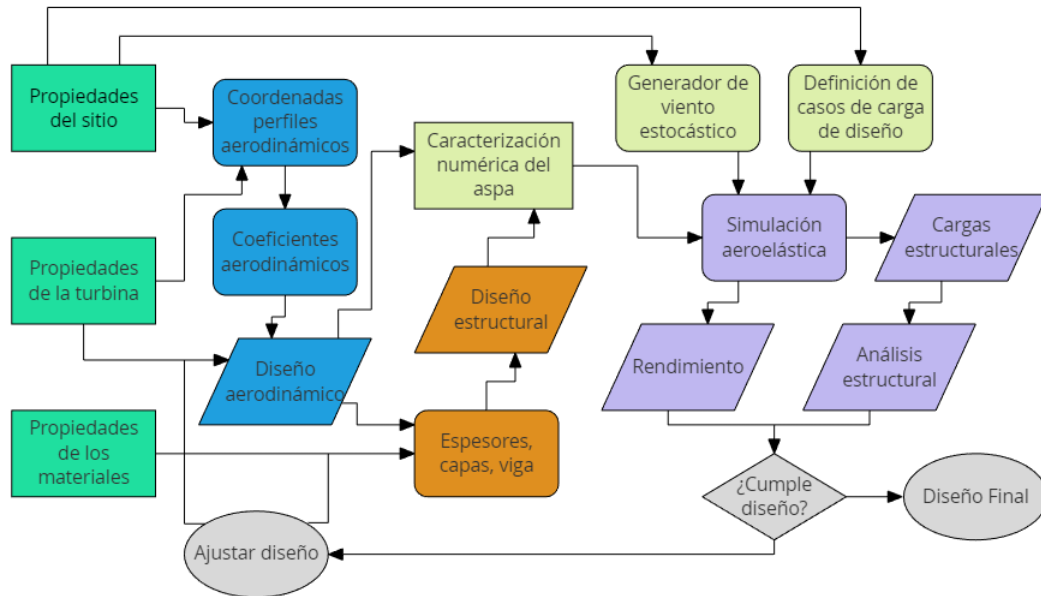 Propiedades
del sitio
Coordenadas
perfiles
aerodinámicos
Generador de
viento
estocástico
Definición de
casos de carga
de diseño
Caracterización
numérica del
aspa
Propiedades
de la turbina
Coeficientes
aerodinámicos
Simulación
aeroelástica
Cargas
estructurales
Diseño
estructural
Diseño
aerodinámico
Rendimiento
Análisis
estructural
Propiedades
de los
materiales
Espesores,
capas, viga
¿Cumple
diseño?
Diseño Final
Ajustar diseño